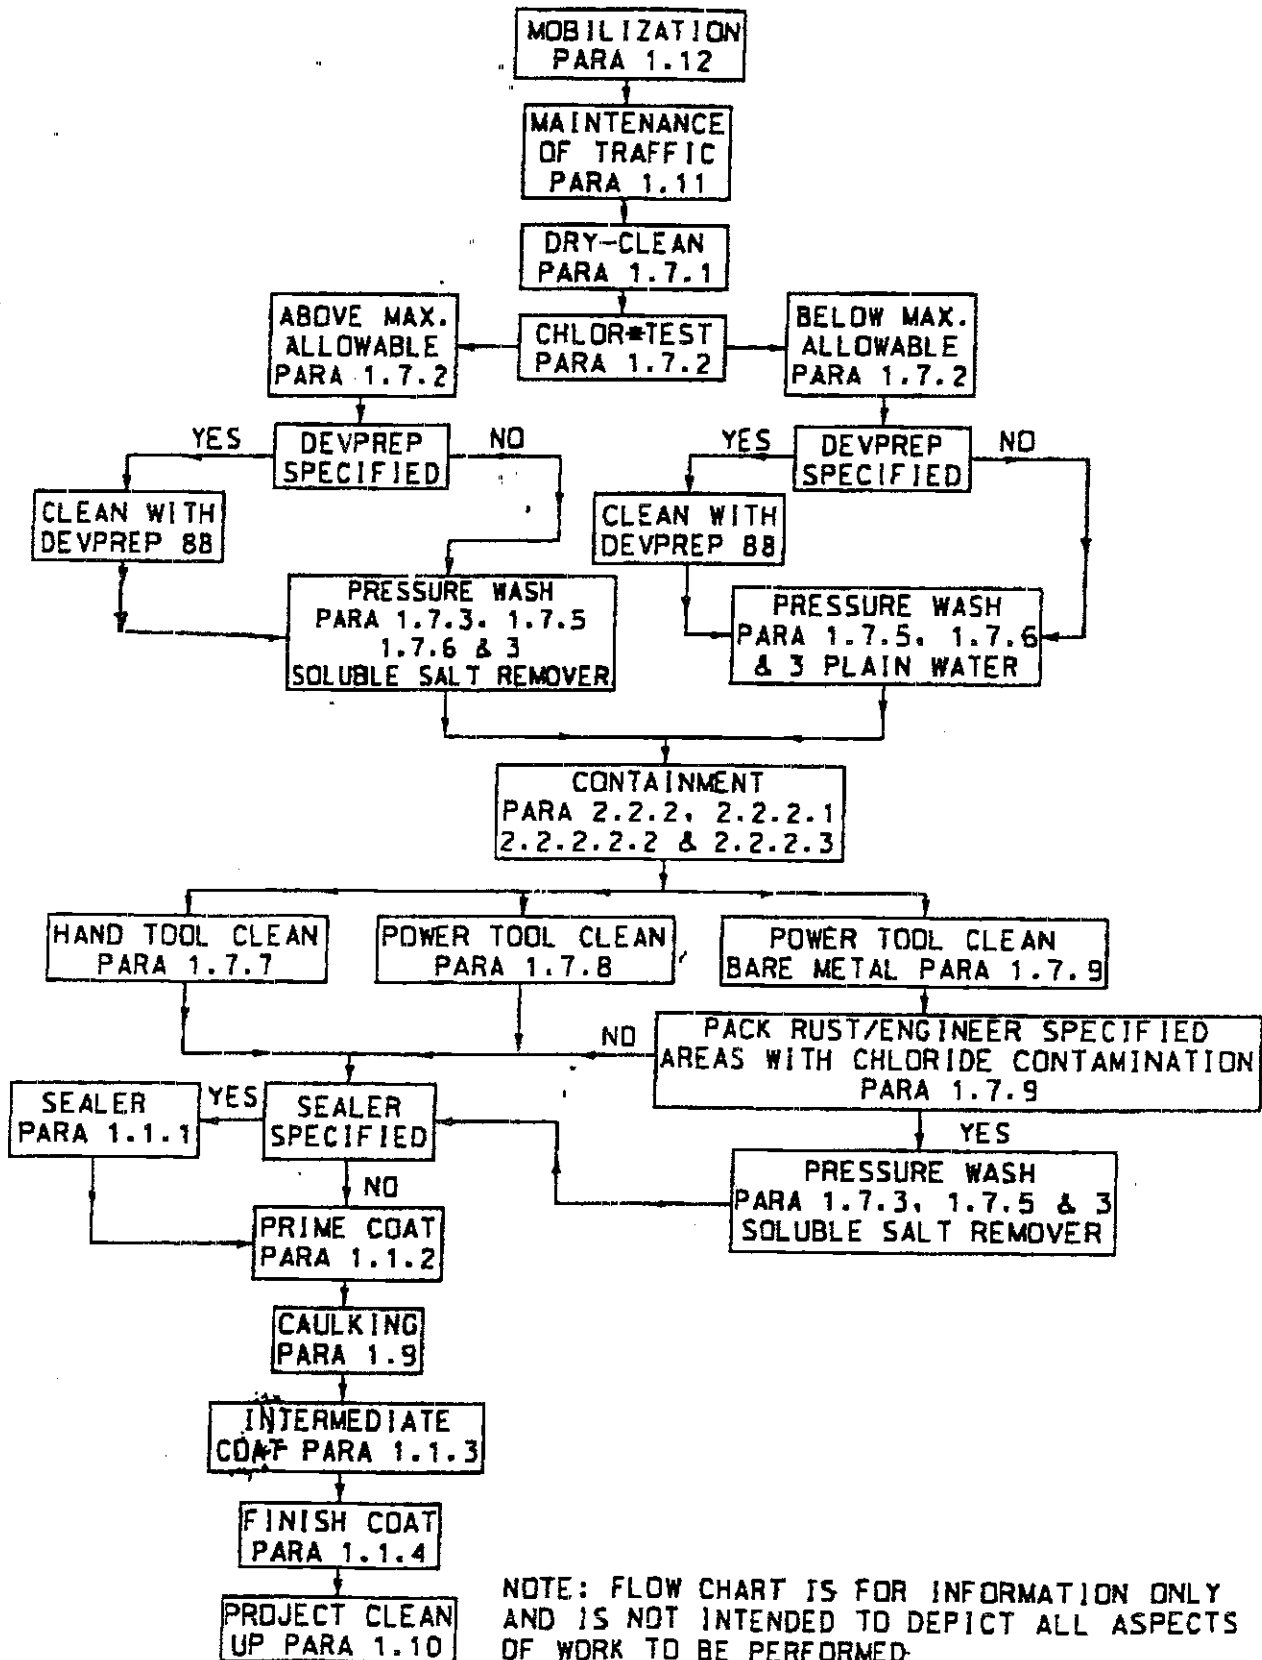 MOBILIZATION
PARA 1.12
MAINTENANCE
OF TRAFFIC
PARA 1.11
DRY-CLEAN
PARA 1.7.1
ABOVE MAX.
ALLOWABLE
PARA 1.7.2
CHLOR*TEST
PARA 1.7.2
BELOW MAX.
ALLOWABLE
PARA 1.7.2
YES
DEVPREP
SPECIFIED
NO
YES
DEVPREP
SPECIFIED
NO
CLEAN WITH
DEVPREP 88
CLEAN WITH
DEVPREP 88
PRESSURE WASH
PARA 1.7.3, 1.7.5
1.7.6 & 3
SOLUBLE SALT REMOVER
PRESSURE WASH
PARA 1.7.5, 1.7.6
& 3 PLAIN WATER
CONTAINMENT
PARA 2.2.2, 2.2.2.1
2.2.2.2.2 & 2.2.2.3
HAND TOOL CLEAN
PARA 1.7.7
POWER TOOL CLEAN
PARA 1.7.8
POWER TOOL CLEAN
BARE METAL PARA 1.7.9
NO
PACK RUST/ENGINEER SPECIFIED
AREAS WITH CHLORIDE CONTAMINATION
PARA 1.7.9
SEALER
PARA 1.1.1
YES
SEALER
SPECIFIED
YES
NO
PRESSURE WASH
PARA 1.7.3, 1.7.5 & 3
SOLUBLE SALT REMOVER
PRIME COAT
PARA 1.1.2
CAULKING
PARA 1.9
INTERMEDIATE
COAT PARA 1.1.3
FINISH COAT
PARA 1.1.4
PROJECT CLEAN
UP PARA 1.10
NOTE: FLOW CHART IS FOR INFORMATION ONLY
AND IS NOT INTENDED TO DEPICT ALL ASPECTS
OF WORK TO BE PERFORMED.